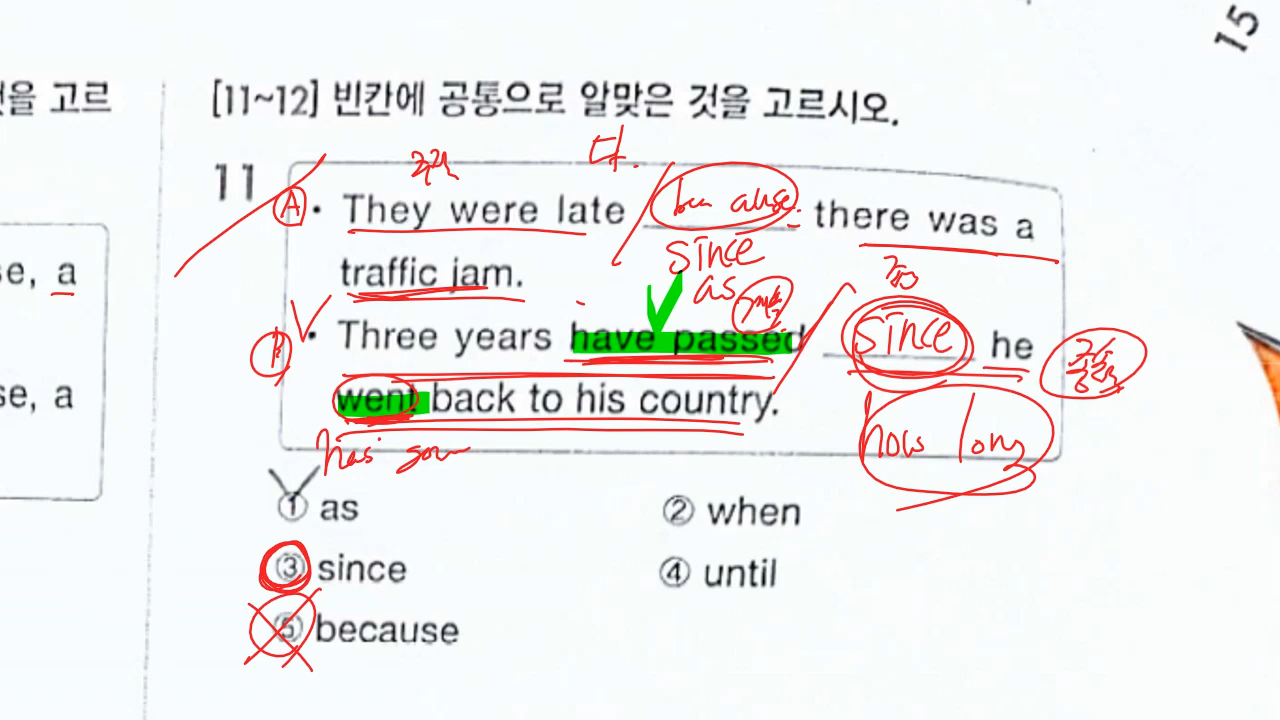 것을 고르
se, a
se, a
15
[11~12] 빈칸에 공통으로 알맞은 것을 고르시오.
11
Ⓐ • They were late because there was a
since
as
traffic jam.
• Three years have passed since he
went back to his country.
how long
has
① as
② when
③ since
④ until
⑤ because